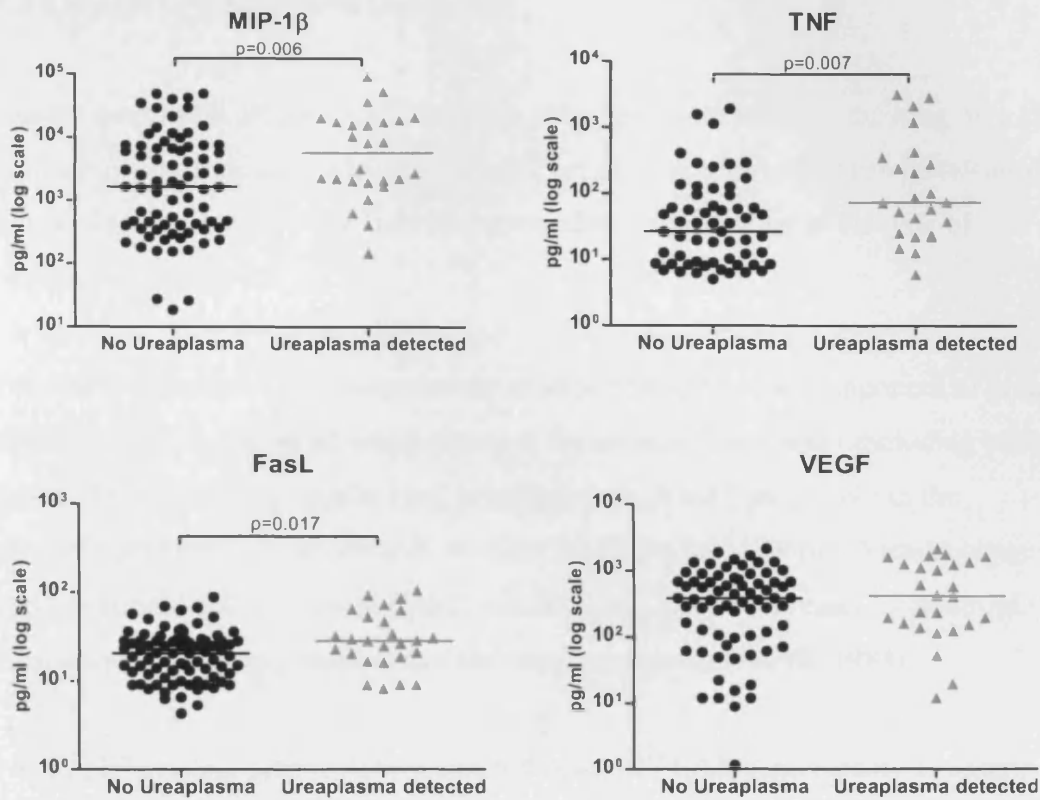 MIP-1β
p=0.006
pg/ml (log scale)
10⁵
10⁴
10³
10²
10¹
No Ureaplasma Ureaplasma detected
TNF
p=0.007
pg/ml (log scale)
10⁴
10³
10²
10¹
10⁰
No Ureaplasma Ureaplasma detected
FasL
p=0.017
pg/ml (log scale)
10³
10²
10¹
10⁰
No Ureaplasma Ureaplasma detected
VEGF
pg/ml (log scale)
10⁴
10³
10²
10¹
10⁰
No Ureaplasma Ureaplasma detected